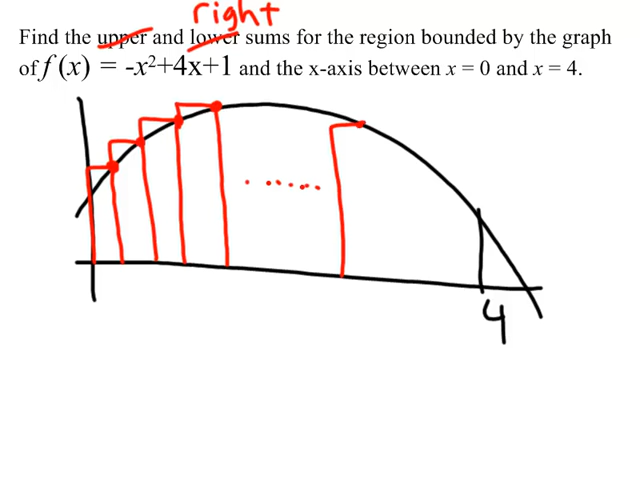 right
Find the upper and lower sums for the region bounded by the graph
of f (x) = -x²+4x+1 and the x-axis between x = 0 and x = 4.
4